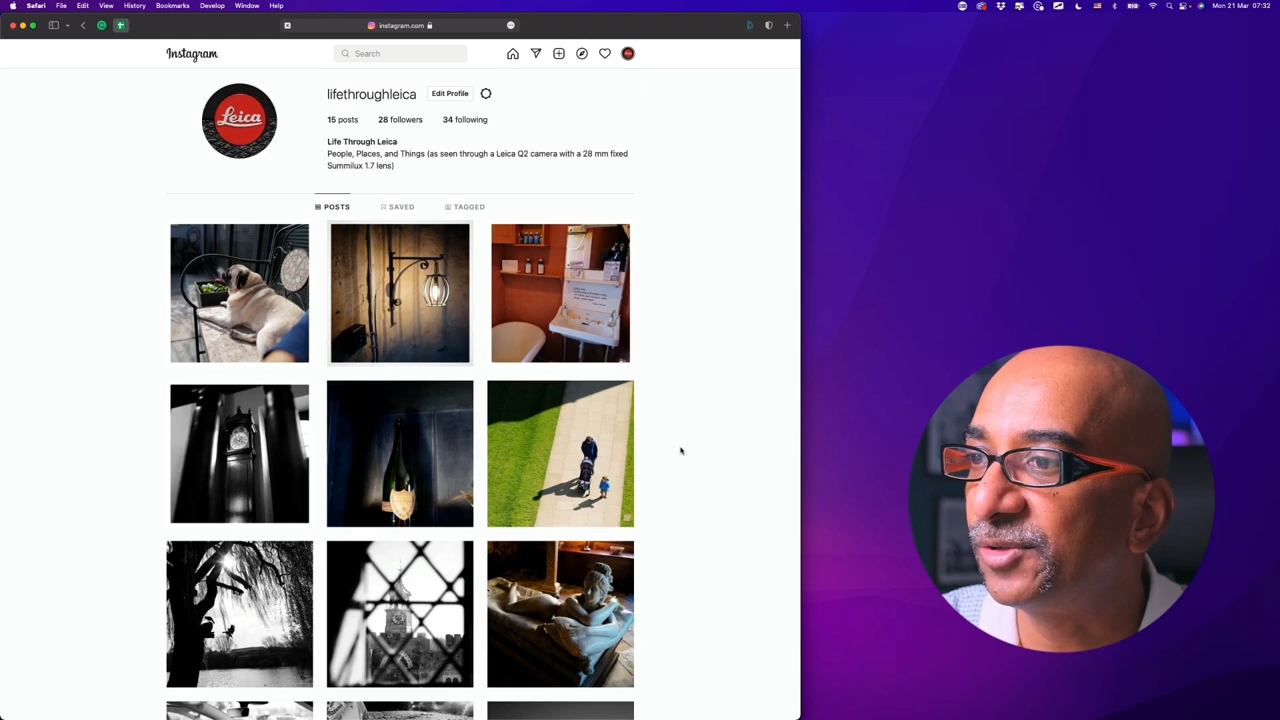 Safari File Edit View History Bookmarks Develop Window Help Mon 21 Mar 07:32
instagram.com
Instagram
Search
lifethroughleica Edit Profile
15 posts 28 followers 34 following
Life Through Leica
People, Places, and Things (as seen through a Leica Q2 camera with a 28 mm fixed
Summilux 1.7 lens)
Leica
POSTS SAVED TAGGED